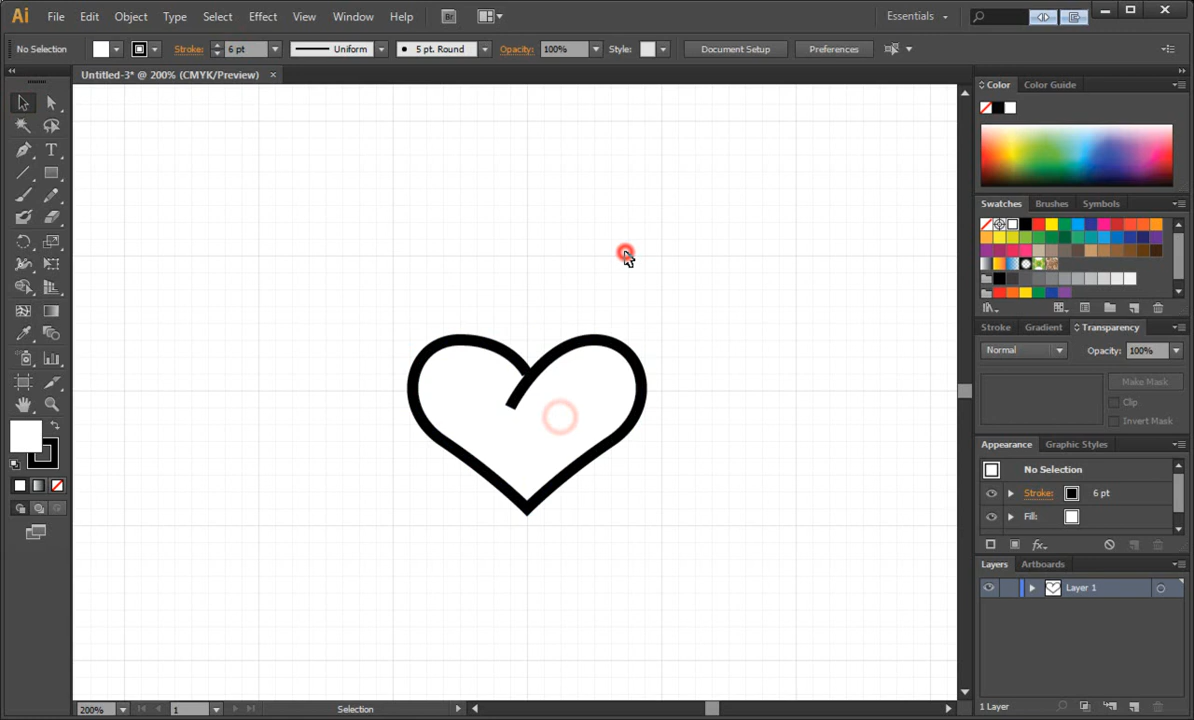 Ai File Edit Object Type Select Effect View Window Help Br Essentials
No Selection Stroke: 6 pt Uniform 5 pt. Round Opacity: 100% Style: Document Setup Preferences
Untitled-3* @ 200% (CMYK/Preview) ×
Color Color Guide
Swatches Brushes Symbols
Stroke Gradient Transparency
Normal Opacity: 100%
Make Mask
Clip
Invert Mask
Appearance Graphic Styles
No Selection
Stroke: 6 pt
Fill:
fx
Layers Artboards
Layer 1
200% 1 Selection
1 Layer